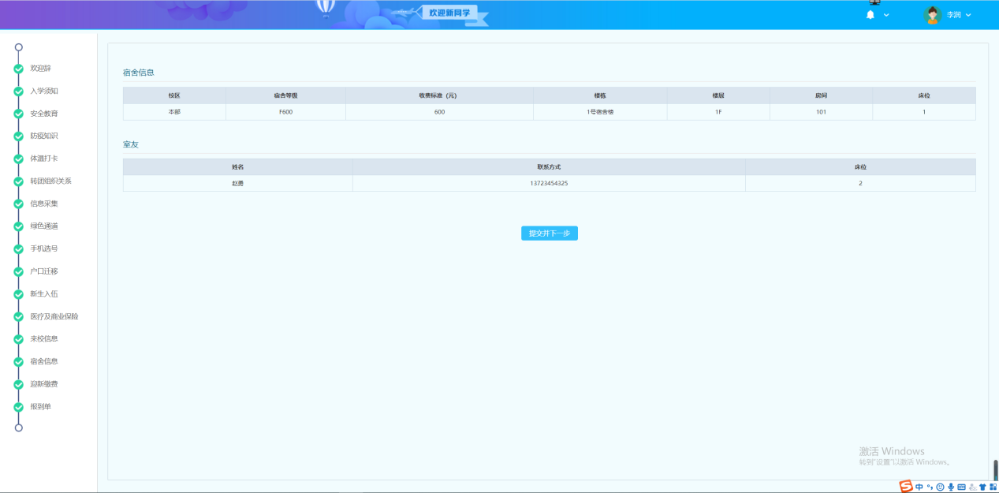 欢迎新同学
李润
欢迎辞
入学须知
安全教育
防疫知识
体温打卡
转团组织关系
信息采集
绿色通道
手机选号
户口迁移
新生入伍
医疗及商业保险
来校信息
宿舍信息
迎新缴费
报到单
宿舍信息
校区 宿舍等级 收费标准（元） 楼栋 楼层 房间 床位
本部 F600 600 1号宿舍楼 1F 101 1
室友
姓名 联系方式 床位
赵勇 13723454325 2
提交并下一步
激活 Windows
转到"设置"以激活 Windows。
中